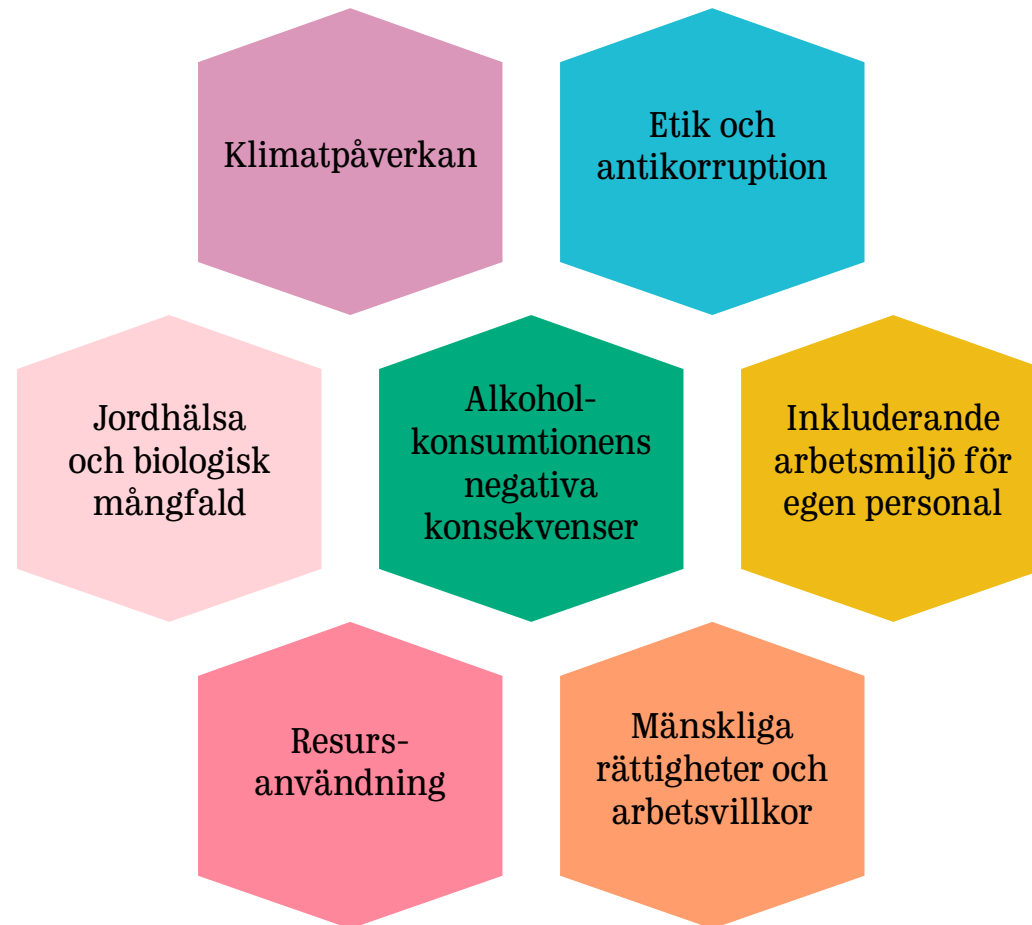 Klimatpåverkan
Etik och
antikorruption
Jordhälsa
och biologisk
mångfald
Alkohol-
konsumtionens
negativa
konsekvenser
Inkluderande
arbetsmiljö för
egen personal
Resurs-
användning
Mänskliga
rättigheter och
arbetsvillkor